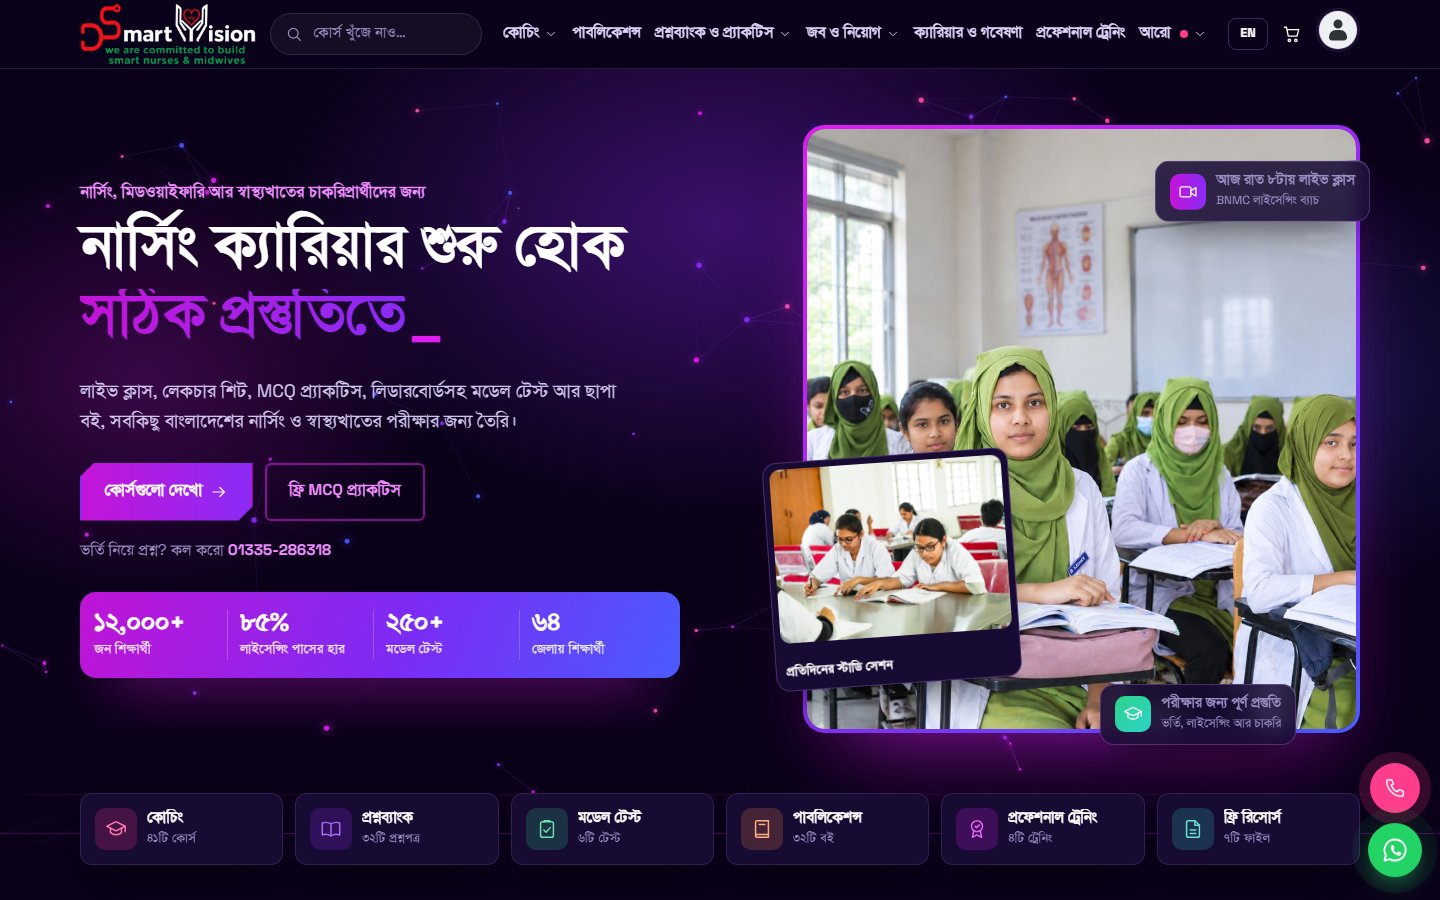 Smart Vision
we are committed to build
smart nurses & midwives
কোর্স খুঁজে নাও...
কোচিং
পাবলিকেশন্স
প্রশ্নব্যাংক ও প্র্যাকটিস
জব ও নিয়োগ
ক্যারিয়ার ও গবেষণা
প্রফেশনাল ট্রেনিং
আরো
EN
নার্সিং, মিডওয়াইফারি আর স্বাস্থ্যখাতের চাকরিপ্রার্থীদের জন্য
নার্সিং ক্যারিয়ার শুরু হোক
সঠিক প্রস্তুতিতে_
লাইভ ক্লাস, লেকচার শিট, MCQ প্র্যাকটিস, লিডারবোর্ডসহ মডেল টেস্ট আর ছাপা
বই, সবকিছু বাংলাদেশের নার্সিং ও স্বাস্থ্যখাতের পরীক্ষার জন্য তৈরি।
কোর্সগুলো দেখো →
ফ্রি MCQ প্র্যাকটিস
ভর্তি নিয়ে প্রশ্ন? কল করো 01335-286318
১২,০০০+
জন শিক্ষার্থী
৮৫%
লাইসেন্সিং পাসের হার
২৫০+
মডেল টেস্ট
৬৪
জেলায় শিক্ষার্থী
আজ রাত ৮টায় লাইভ ক্লাস
BNMC লাইসেন্সিং ব্যাচ
প্রতিদিনের স্টাডি সেশন
পরীক্ষার জন্য পূর্ণ প্রস্তুতি
ভর্তি, লাইসেন্সিং আর চাকরি
কোচিং
৪১টি কোর্স
প্রশ্নব্যাংক
৩২টি প্রশ্নপত্র
মডেল টেস্ট
৬টি টেস্ট
পাবলিকেশন্স
৩২টি বই
প্রফেশনাল ট্রেনিং
৪টি ট্রেনিং
ফ্রি রিসোর্স
৭টি ফাইল